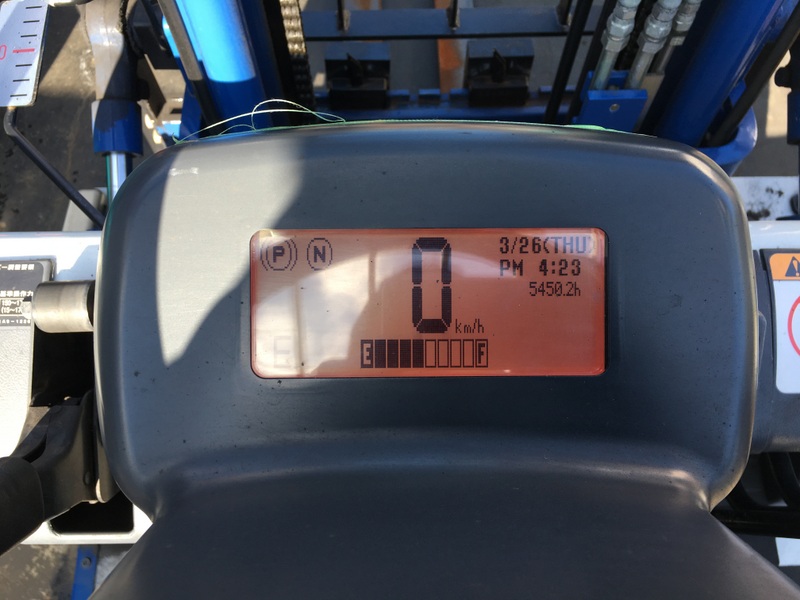 P N
0 km/h
3/26(THU)
PM 4:23
5450.2h
E F